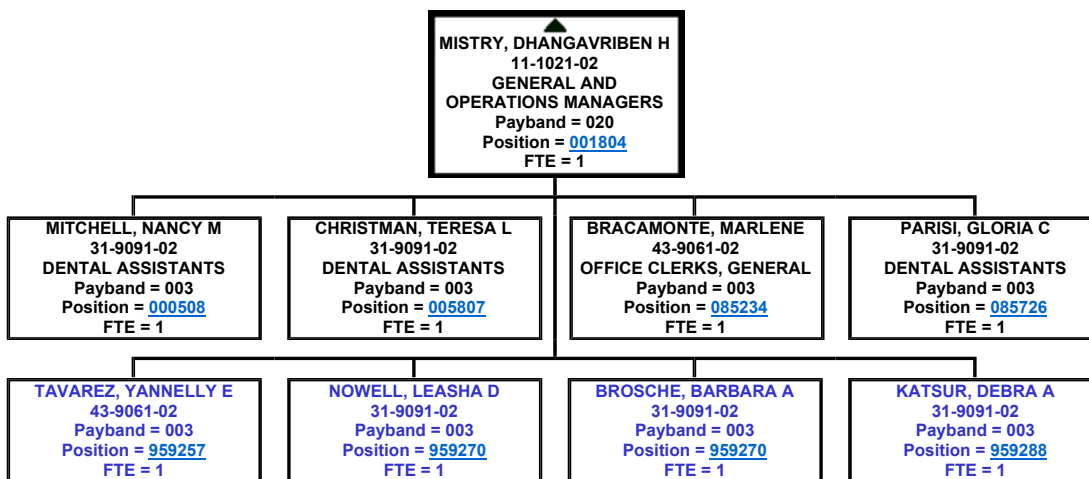 MISTRY, DHANGAVRIBEN H
11-1021-02
GENERAL AND
OPERATIONS MANAGERS
Payband = 020
Position = 001804
FTE = 1
MITCHELL, NANCY M
31-9091-02
DENTAL ASSISTANTS
Payband = 003
Position = 000508
FTE = 1
CHRISTMAN, TERESA L
31-9091-02
DENTAL ASSISTANTS
Payband = 003
Position = 005807
FTE = 1
BRACAMONTE, MARLENE
43-9061-02
OFFICE CLERKS, GENERAL
Payband = 003
Position = 085234
FTE = 1
PARISI, GLORIA C
31-9091-02
DENTAL ASSISTANTS
Payband = 003
Position = 085726
FTE = 1
TAVAREZ, YANNELLY E
43-9061-02
Payband = 003
Position = 959257
FTE = 1
NOWELL, LEASHA D
31-9091-02
Payband = 003
Position = 959270
FTE = 1
BROSCHE, BARBARA A
31-9091-02
Payband = 003
Position = 959270
FTE = 1
KATSUR, DEBRA A
31-9091-02
Payband = 003
Position = 959288
FTE = 1